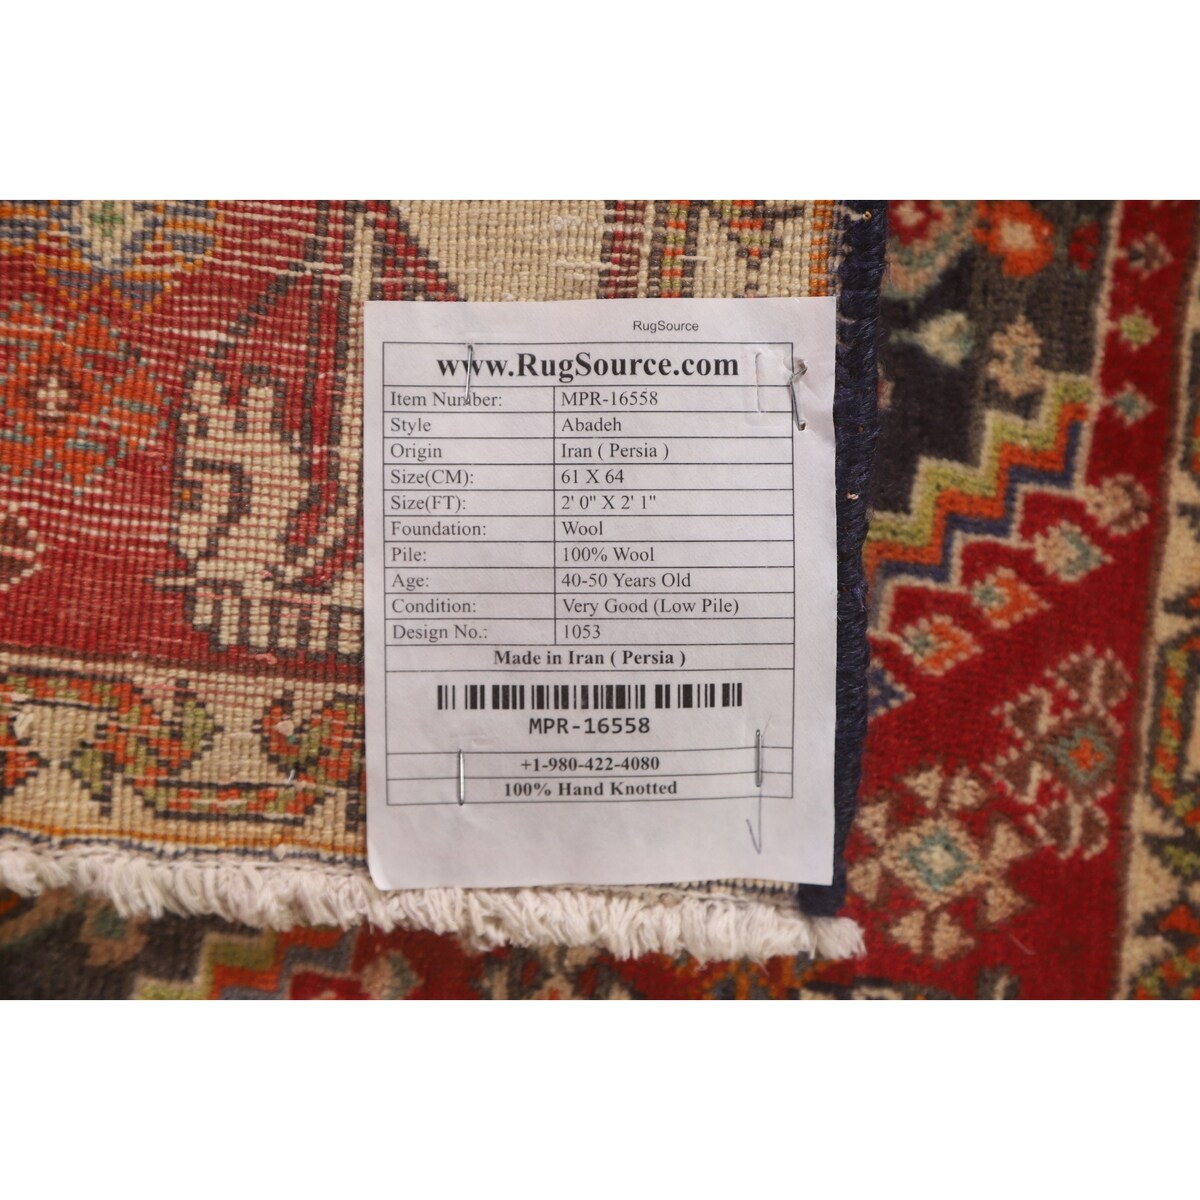 RugSource
www.RugSource.com
Item Number: MPR-16558
Style Abadeh
Origin Iran ( Persia )
Size(CM): 61 X 64
Size(FT): 2' 0" X 2' 1"
Foundation: Wool
Pile: 100% Wool
Age: 40-50 Years Old
Condition: Very Good (Low Pile)
Design No.: 1053
Made in Iran ( Persia )
MPR-16558
+1-980-422-4080
100% Hand Knotted